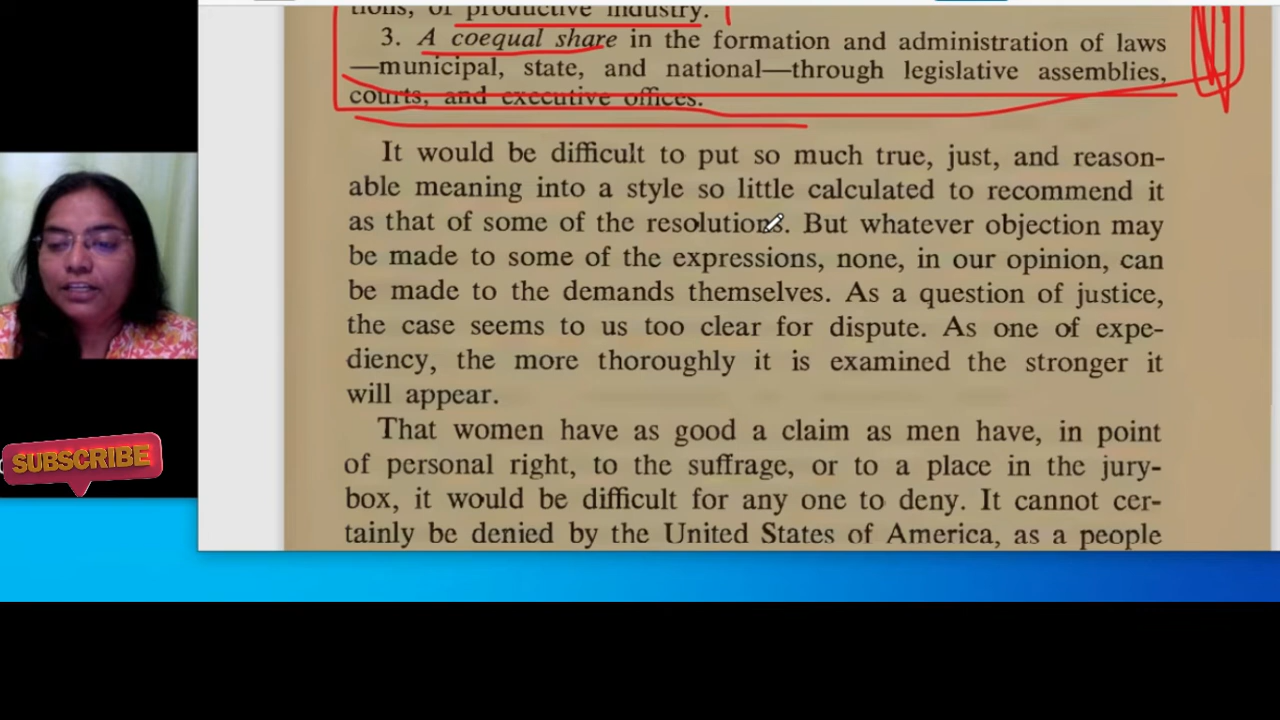 tions, of productive industry.
3. A coequal share in the formation and administration of laws
—municipal, state, and national—through legislative assemblies,
courts, and executive offices.
It would be difficult to put so much true, just, and reason-
able meaning into a style so little calculated to recommend it
as that of some of the resolutions. But whatever objection may
be made to some of the expressions, none, in our opinion, can
be made to the demands themselves. As a question of justice,
the case seems to us too clear for dispute. As one of expe-
diency, the more thoroughly it is examined the stronger it
will appear.
That women have as good a claim as men have, in point
of personal right, to the suffrage, or to a place in the jury-
box, it would be difficult for any one to deny. It cannot cer-
tainly be denied by the United States of America, as a people
SUBSCRIBE